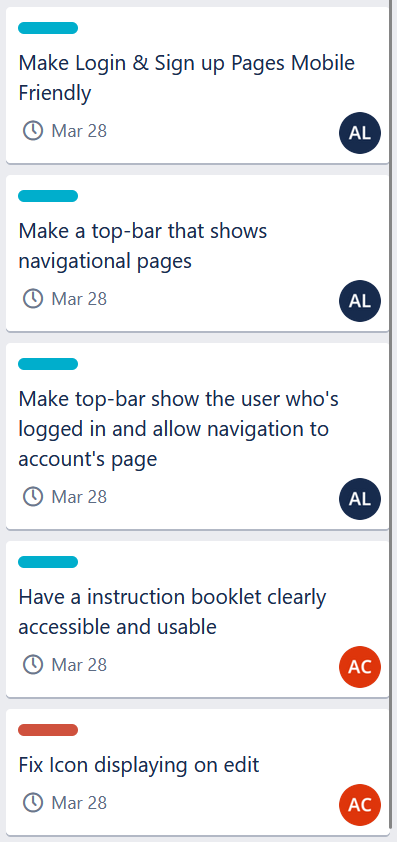 Make Login & Sign up Pages Mobile
Friendly
Mar 28
AL
Make a top-bar that shows
navigational pages
Mar 28
AL
Make top-bar show the user who's
logged in and allow navigation to
account's page
Mar 28
AL
Have a instruction booklet clearly
accessible and usable
Mar 28
AC
Fix Icon displaying on edit
Mar 28
AC